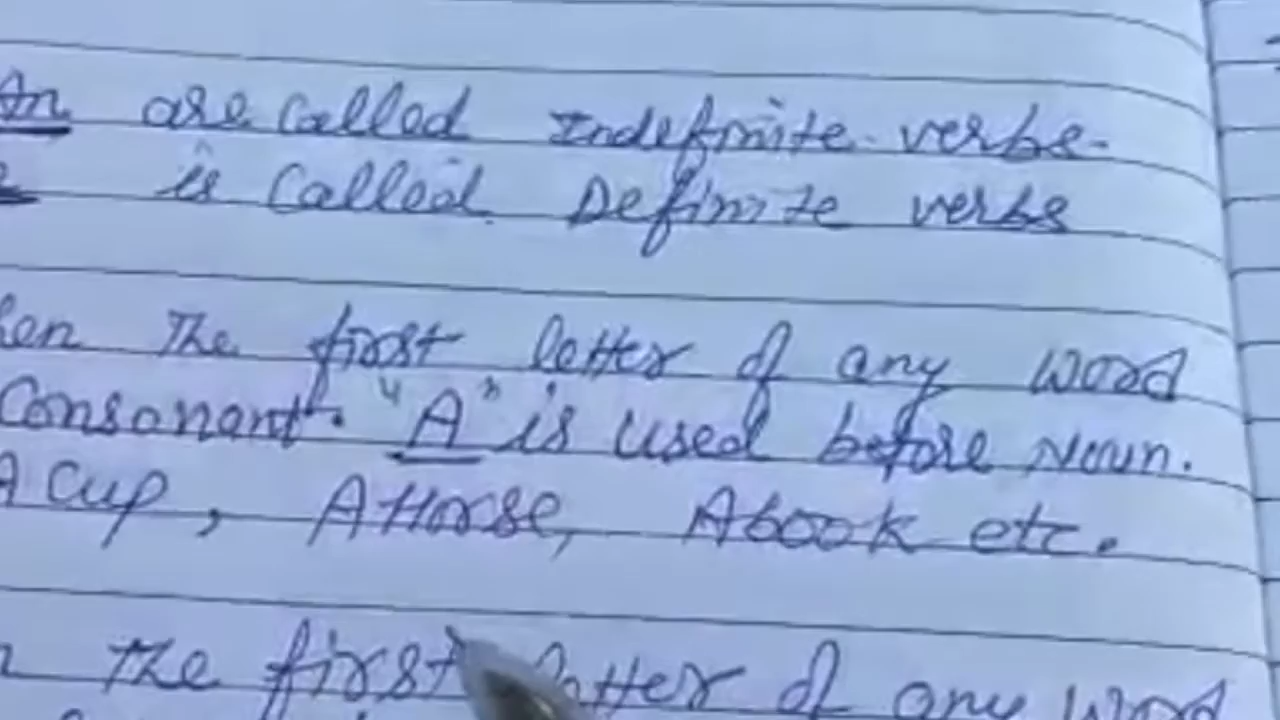 An are called Indefinite verbs.
is called Definite verbs
The first letter of any word
Consonant. "A" is used before Noun.
A Cup, A Horse, A book etc.
the first letter of any word